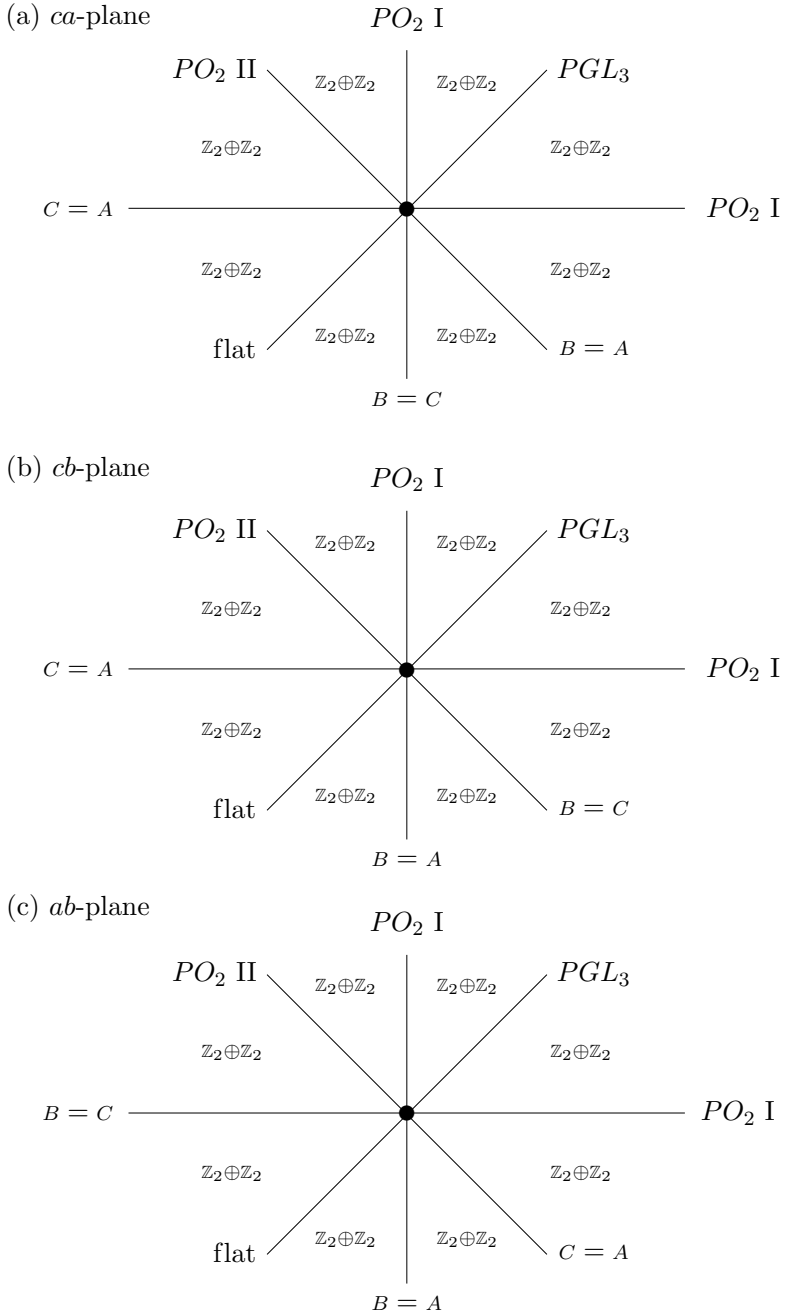 (a) ca-plane
PO₂ I
PO₂ II ℤ₂⊕ℤ₂ ℤ₂⊕ℤ₂ PGL₃
ℤ₂⊕ℤ₂ ℤ₂⊕ℤ₂
C = A PO₂ I
ℤ₂⊕ℤ₂ ℤ₂⊕ℤ₂
flat ℤ₂⊕ℤ₂ ℤ₂⊕ℤ₂ B = A
B = C
(b) cb-plane
PO₂ I
PO₂ II ℤ₂⊕ℤ₂ ℤ₂⊕ℤ₂ PGL₃
ℤ₂⊕ℤ₂ ℤ₂⊕ℤ₂
C = A PO₂ I
ℤ₂⊕ℤ₂ ℤ₂⊕ℤ₂
flat ℤ₂⊕ℤ₂ ℤ₂⊕ℤ₂ B = C
B = A
(c) ab-plane
PO₂ I
PO₂ II ℤ₂⊕ℤ₂ ℤ₂⊕ℤ₂ PGL₃
ℤ₂⊕ℤ₂ ℤ₂⊕ℤ₂
B = C PO₂ I
ℤ₂⊕ℤ₂ ℤ₂⊕ℤ₂
flat ℤ₂⊕ℤ₂ ℤ₂⊕ℤ₂ C = A
B = A